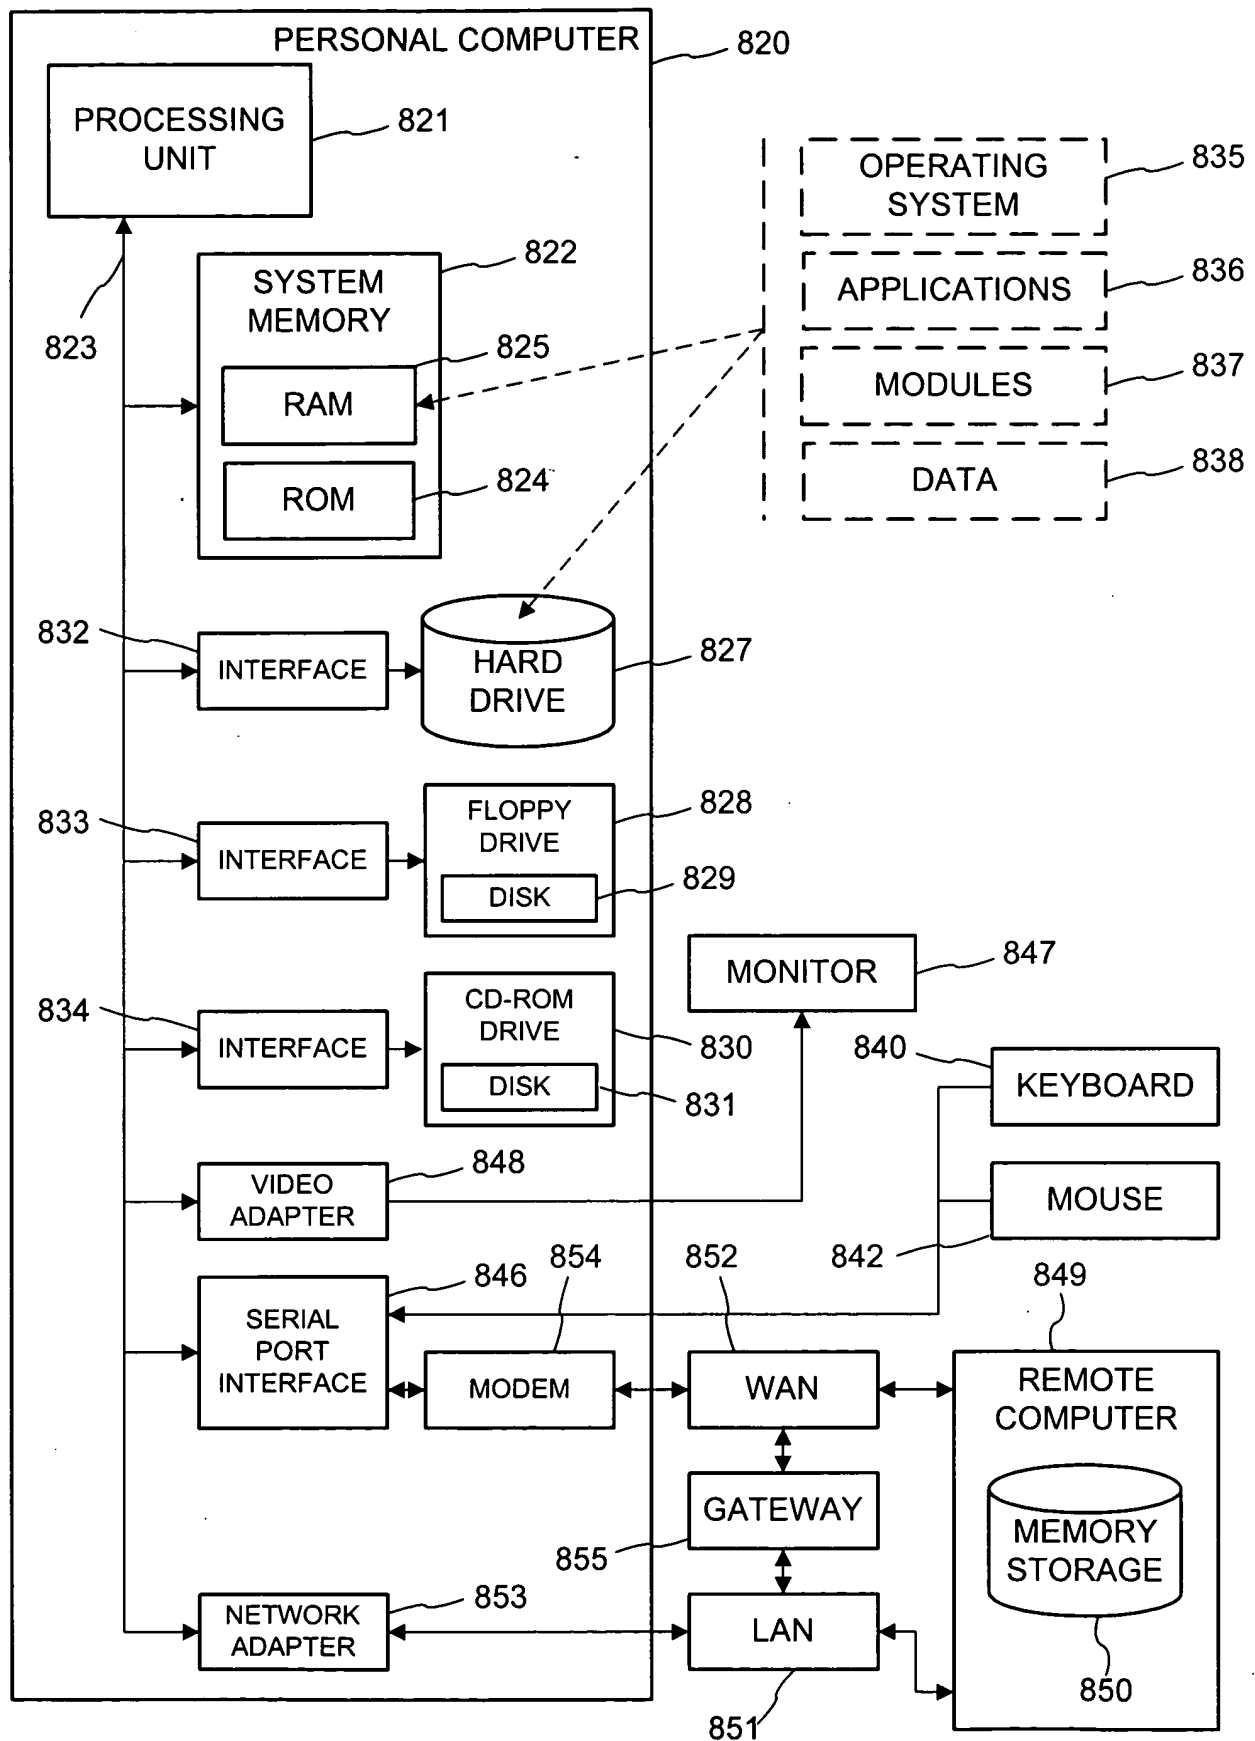 PERSONAL COMPUTER
820
PROCESSING
UNIT
821
835
OPERATING
SYSTEM
822
SYSTEM
MEMORY
836
APPLICATIONS
823
825
RAM
837
MODULES
824
ROM
838
DATA
832
INTERFACE
HARD
DRIVE
827
833
INTERFACE
FLOPPY
DRIVE
828
DISK
829
MONITOR
847
834
INTERFACE
CD-ROM
DRIVE
830
DISK
831
840
KEYBOARD
848
VIDEO
ADAPTER
MOUSE
842
846
854
852
849
SERIAL
PORT
INTERFACE
MODEM
WAN
REMOTE
COMPUTER
GATEWAY
855
MEMORY
STORAGE
850
853
NETWORK
ADAPTER
LAN
851